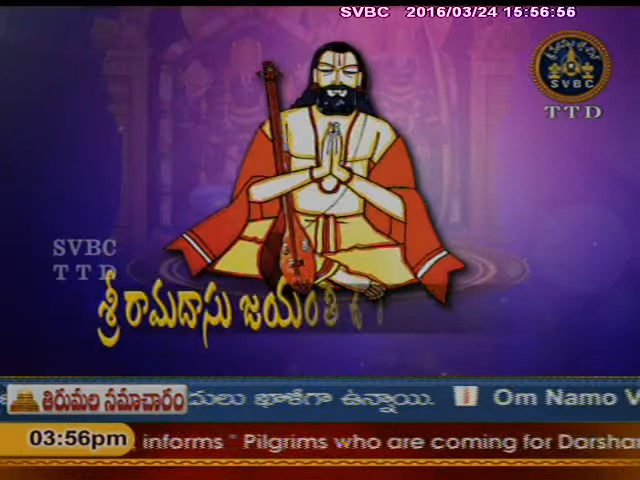 SVBC 2016/03/24 15:56:56
SVBC
TTD
SVBC
TTD
శ్రీ రామదాసు జయంతి
తిరుమల సమాచారం
ఖాళీగా ఉన్నాయి.
Om Namo V
03:56pm
informs " Pilgrims who are coming for Darshan